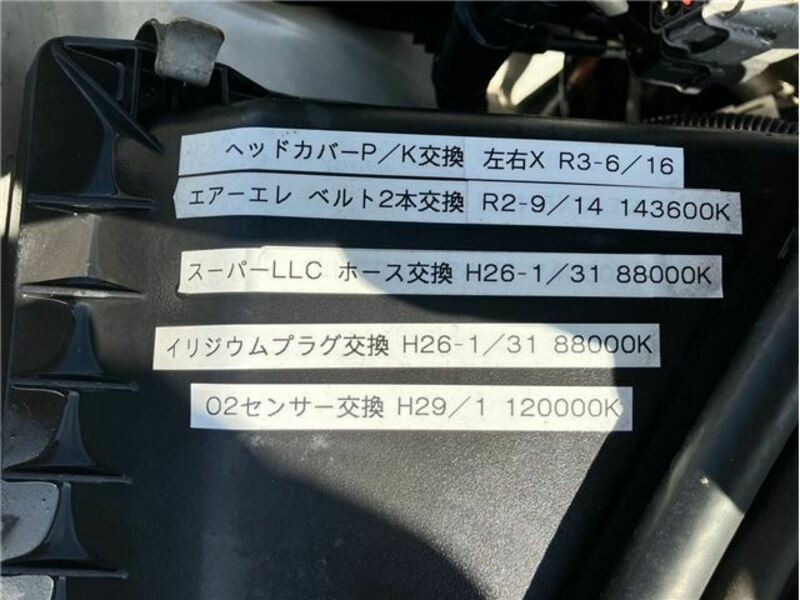 ヘッドカバーP/K交換 左右X R3-6/16
エアーエレ ベルト2本交換 R2-9/14 143600K
スーパーLLC ホース交換 H26-1/31 88000K
イリジウムプラグ交換 H26-1/31 88000K
O2センサー交換 H29/1 120000K